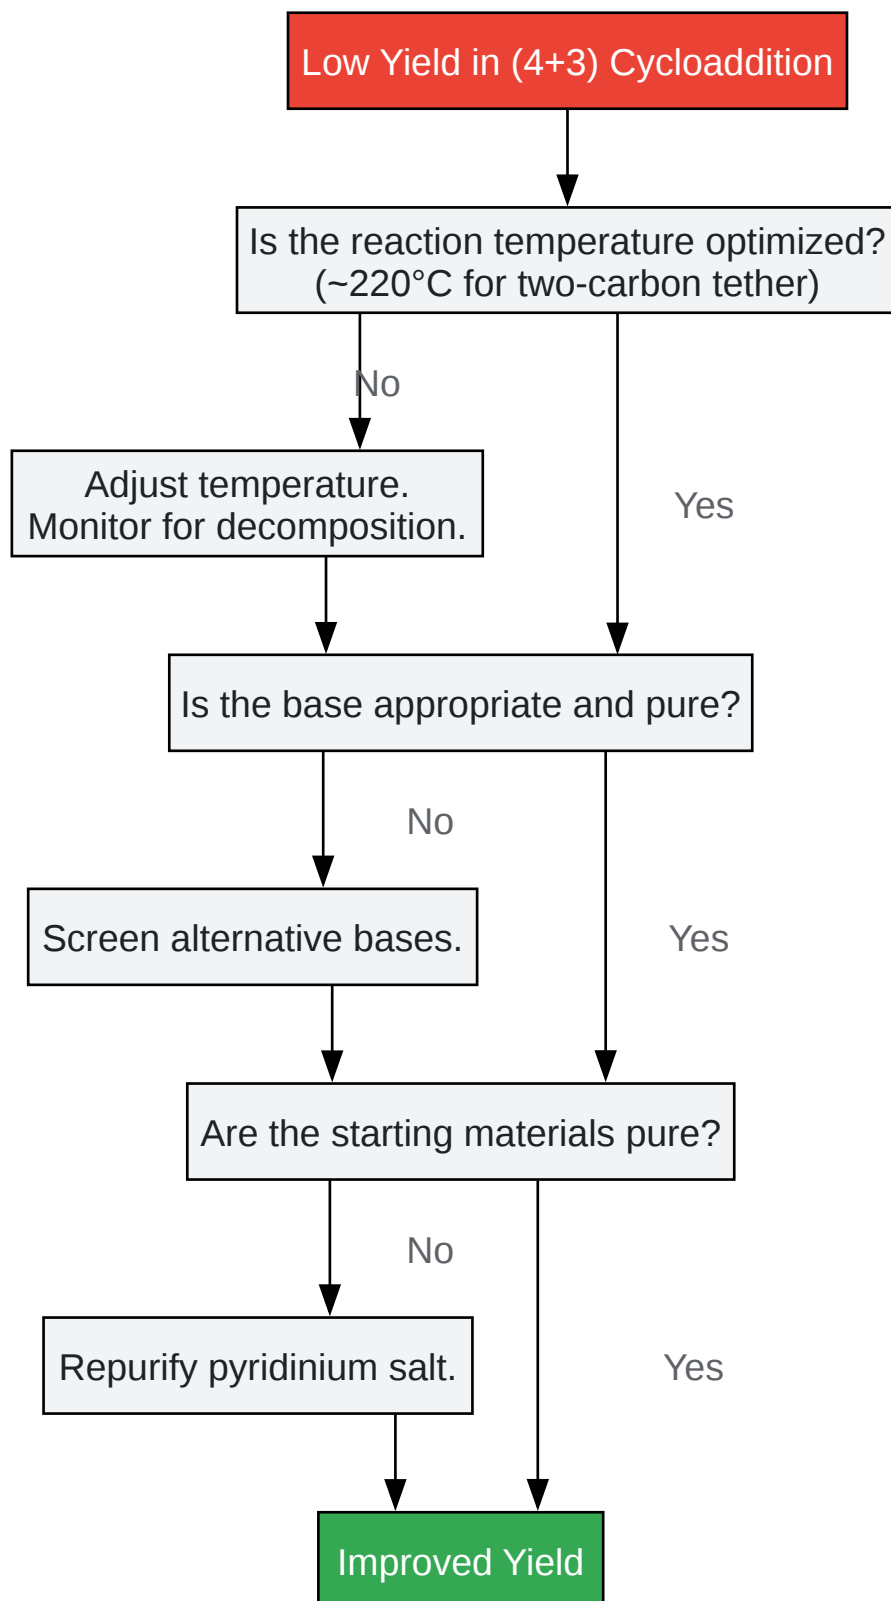 Low Yield in (4+3) Cycloaddition
Is the reaction temperature optimized?
(~220°C for two-carbon tether)
No
Adjust temperature.
Monitor for decomposition.
Yes
Is the base appropriate and pure?
No
Screen alternative bases.
Yes
Are the starting materials pure?
No
Repurify pyridinium salt.
Yes
Improved Yield